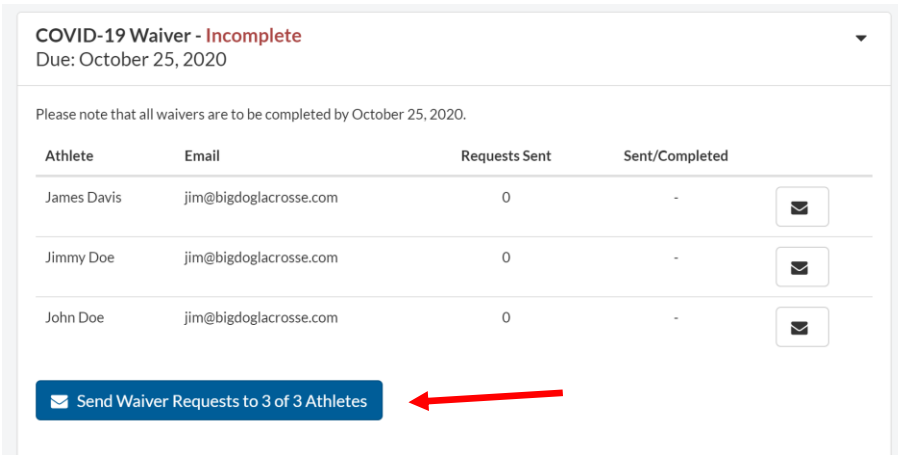 COVID-19 Waiver - Incomplete
Due: October 25, 2020
Please note that all waivers are to be completed by October 25, 2020.
Athlete Email Requests Sent Sent/Completed
James Davis jim@bigdoglacrosse.com 0 -
Jimmy Doe jim@bigdoglacrosse.com 0 -
John Doe jim@bigdoglacrosse.com 0 -
Send Waiver Requests to 3 of 3 Athletes